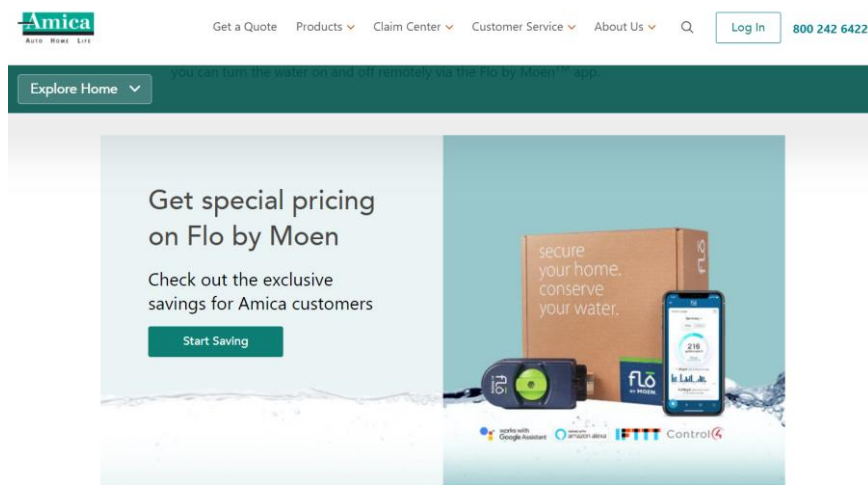 Amica
AUTO HOME LIFE
Get a Quote
Products
Claim Center
Customer Service
About Us
Log In
800 242 6422
you can turn the water on and off remotely via the Flo by Moen™ app.
Explore Home
Get special pricing
on Flo by Moen
Check out the exclusive
savings for Amica customers
Start Saving
secure
your home.
conserve
your water.
flō
flō
flō
BY MOEN
216
works with
Google Assistant
amazon alexa
IFTTT
Control4